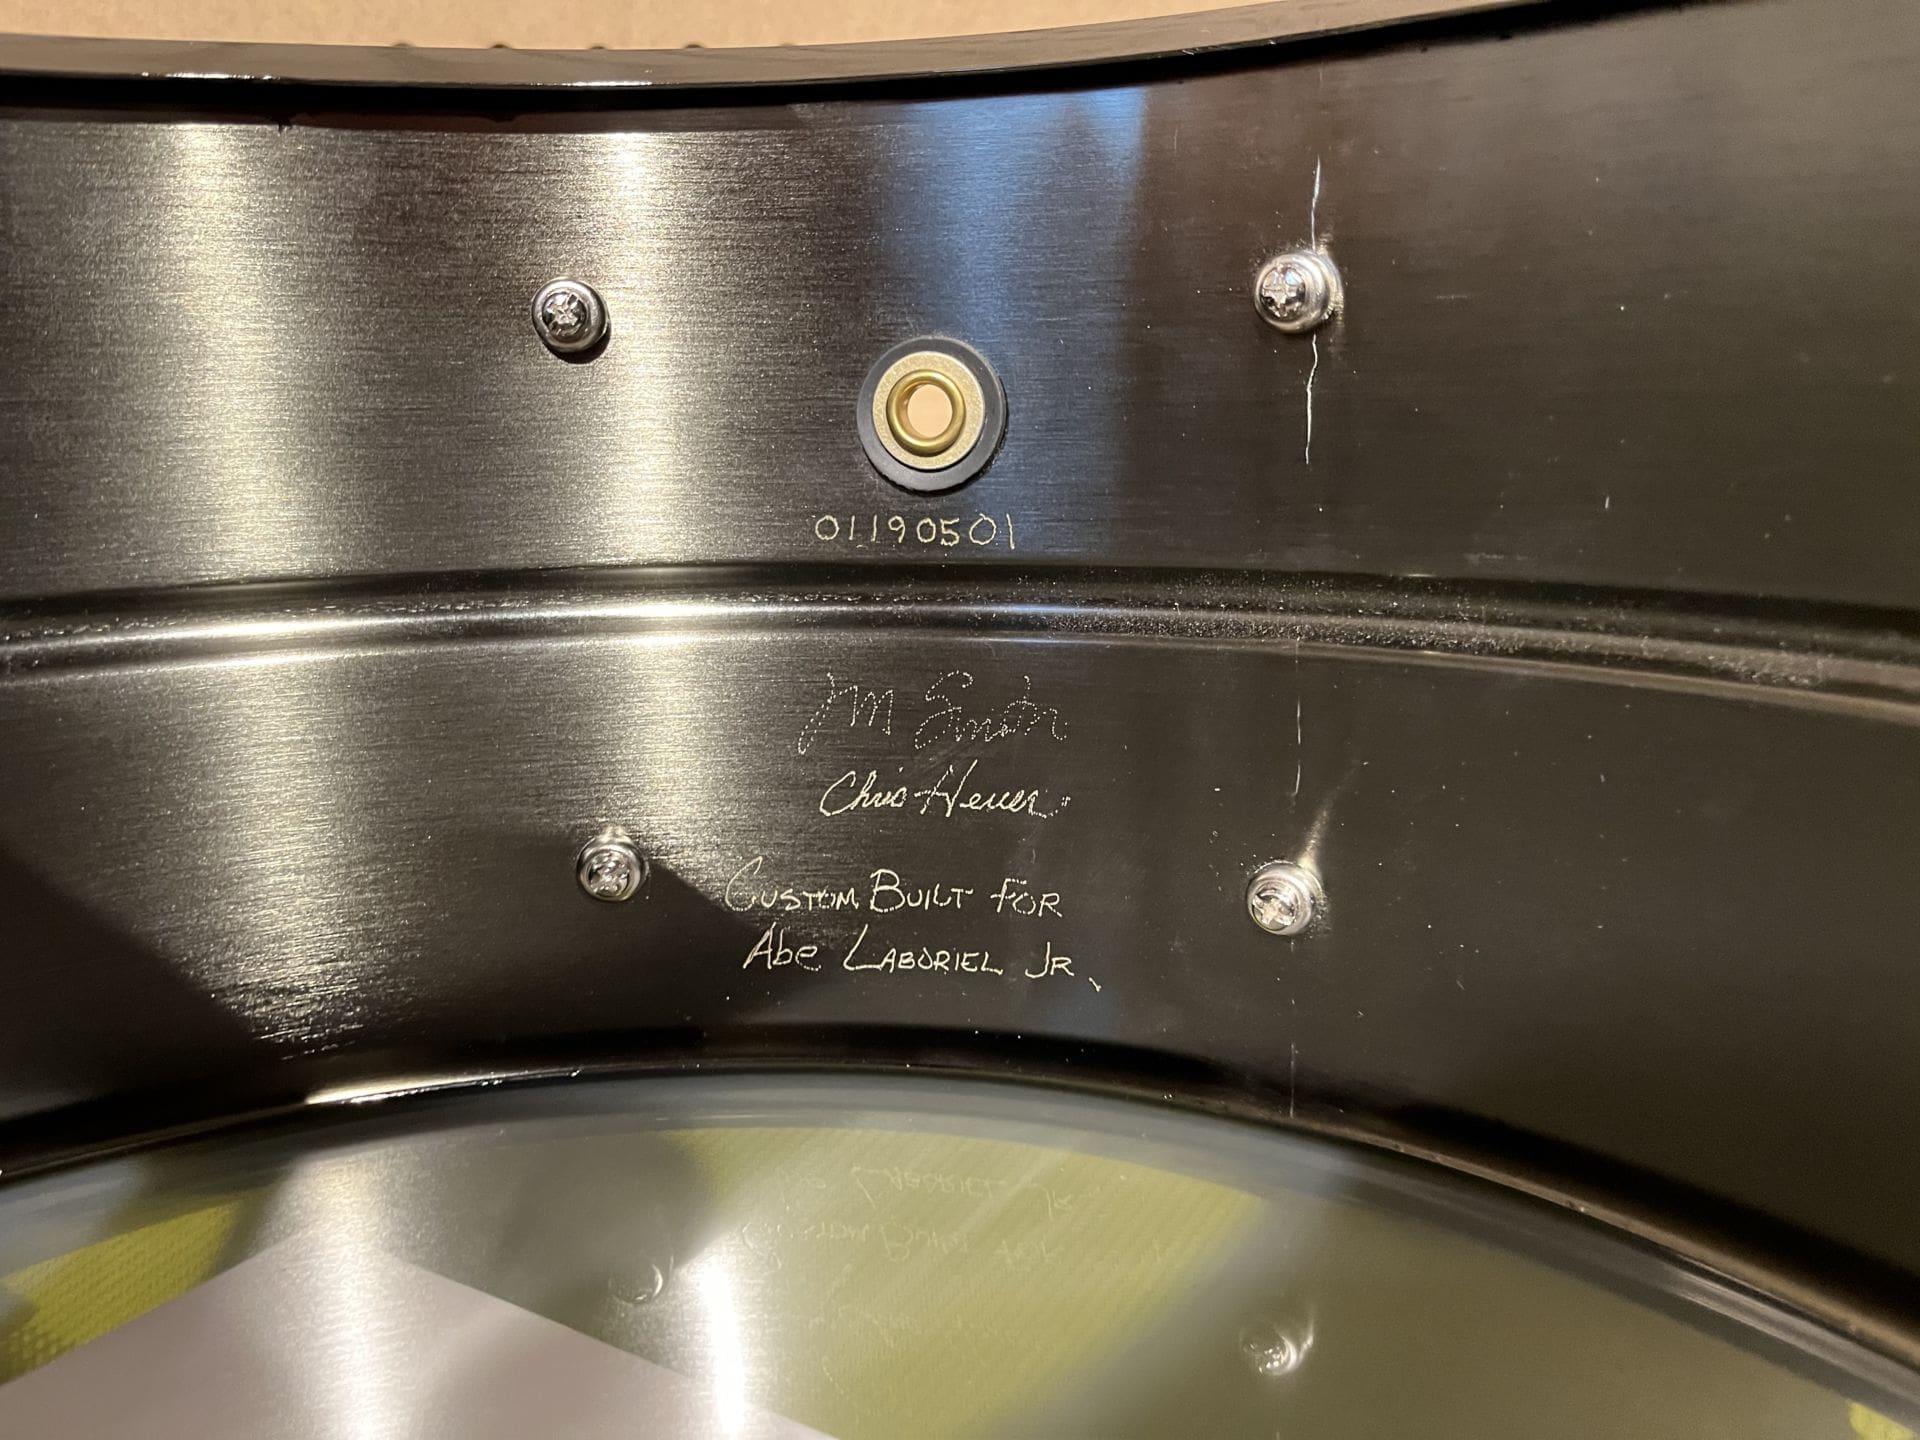 01190501
JM Smith
Chris Heuer
Custom Built for
Abe Laboriel Jr.